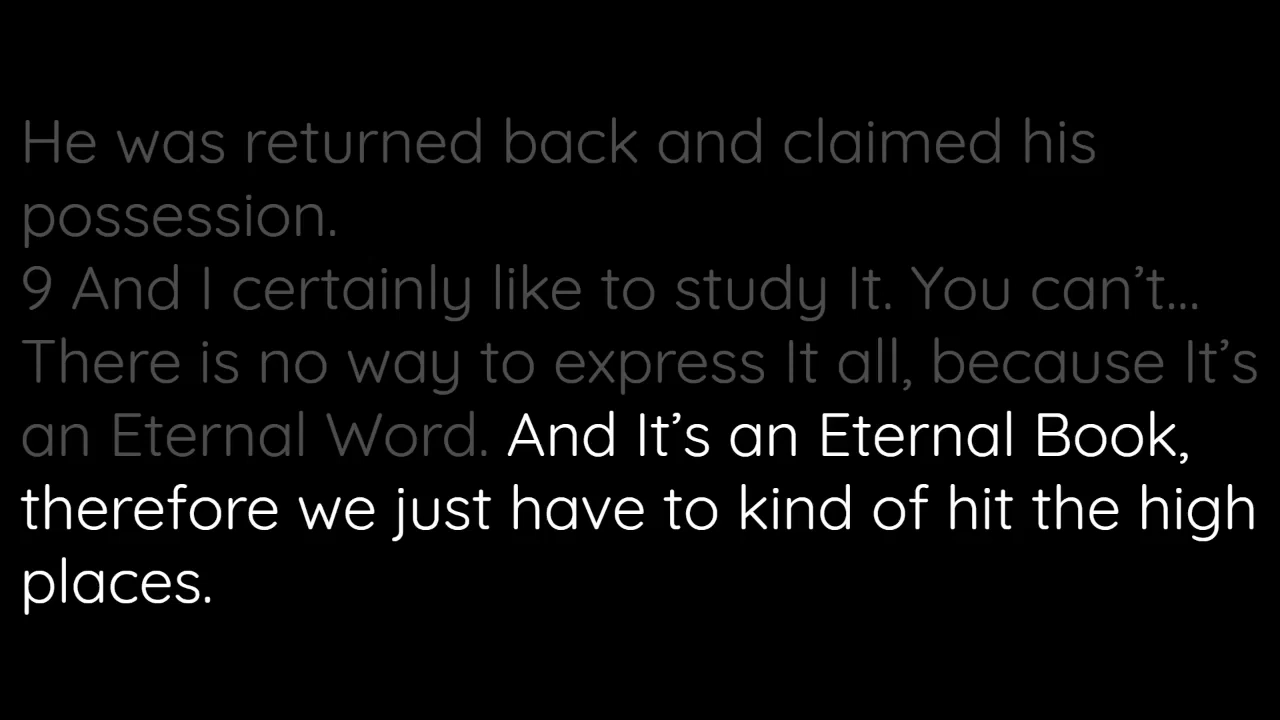 He was returned back and claimed his
possession.
9 And I certainly like to study It. You can’t…
There is no way to express It all, because It’s
an Eternal Word. And It’s an Eternal Book,
therefore we just have to kind of hit the high
places.